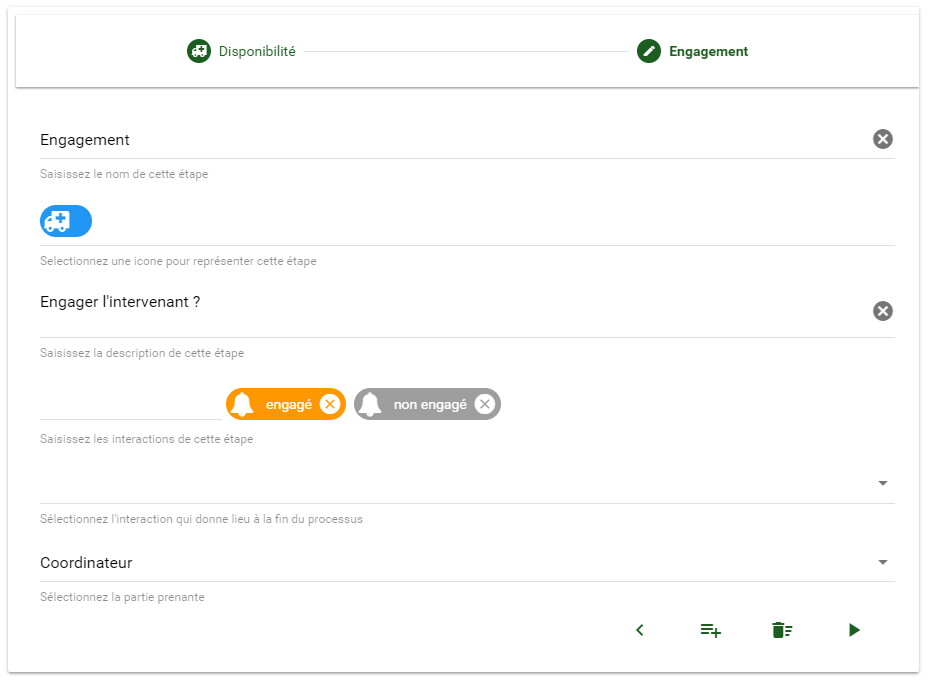 Disponibilité
Engagement
Engagement
Saisissez le nom de cette étape
Selectionnez une icone pour représenter cette étape
Engager l'intervenant ?
Saisissez la description de cette étape
engagé
non engagé
Saisissez les interactions de cette étape
Sélectionnez l'interaction qui donne lieu à la fin du processus
Coordinateur
Sélectionnez la partie prenante